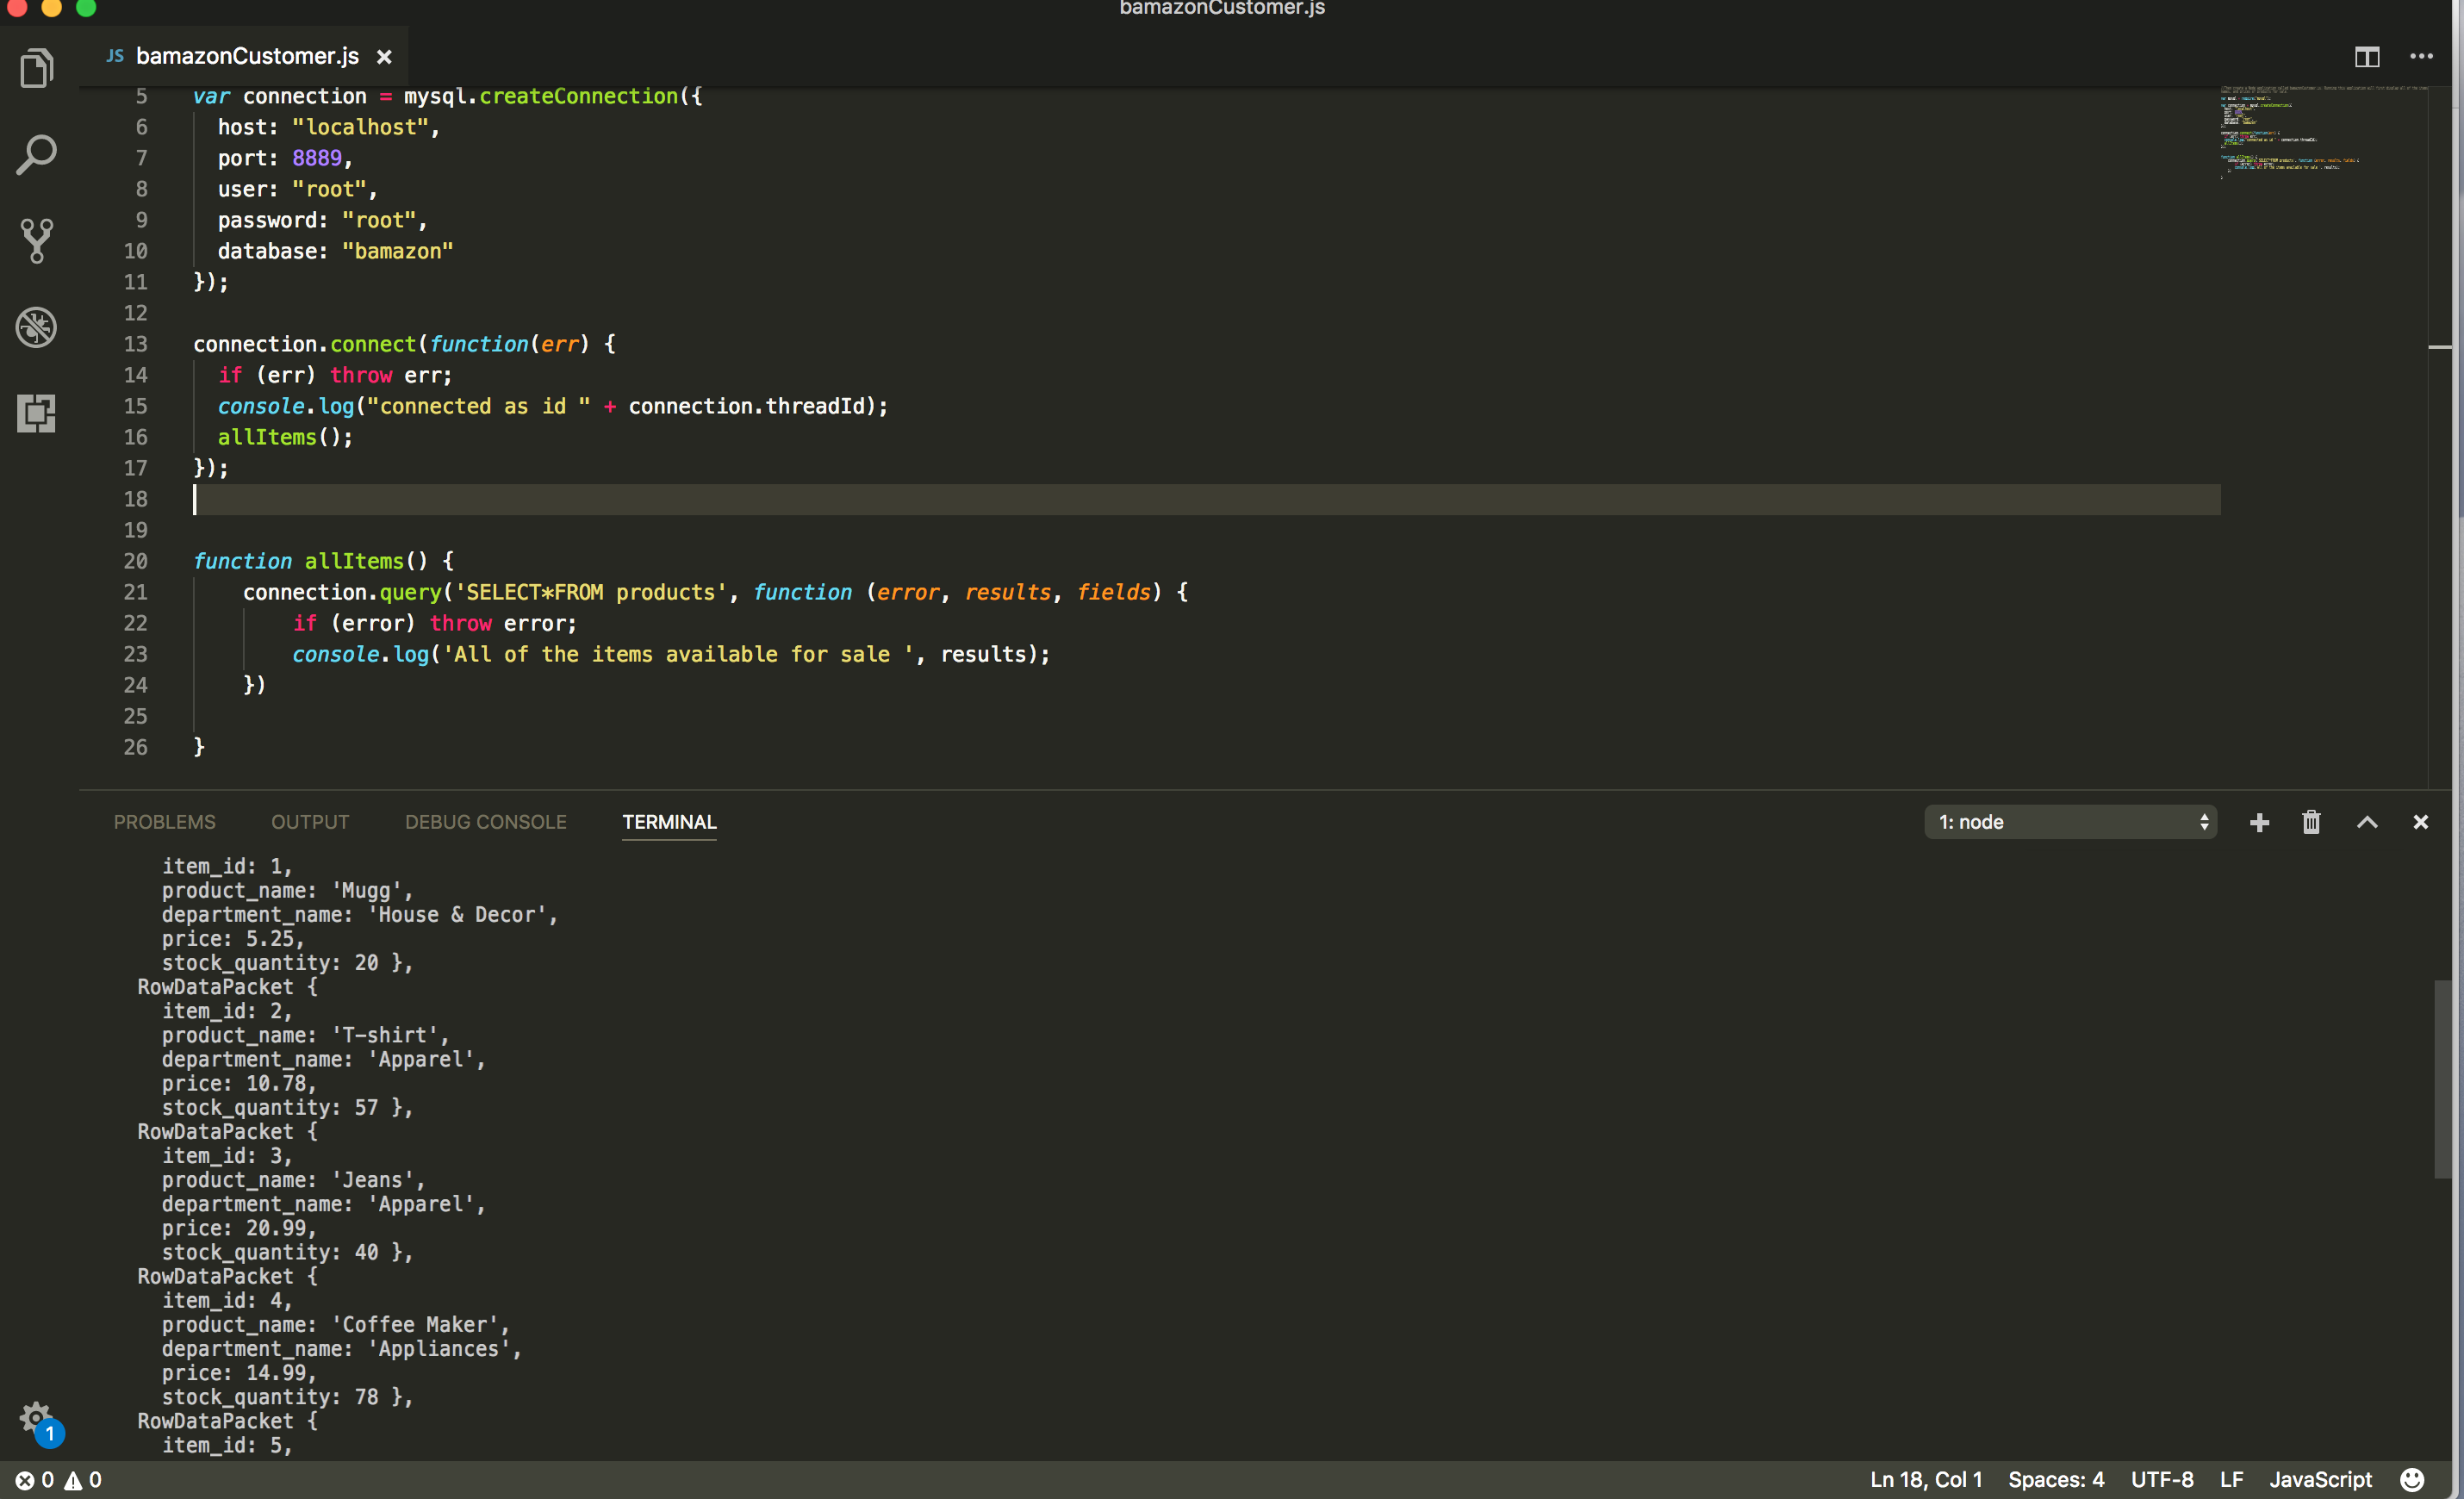 bamazonCustomer.js
JS bamazonCustomer.js ×
5 var connection = mysql.createConnection({
6 host: "localhost",
7 port: 8889,
8 user: "root",
9 password: "root",
10 database: "bamazon"
11 });
12
13 connection.connect(function(err) {
14 if (err) throw err;
15 console.log("connected as id " + connection.threadId);
16 allItems();
17 });
18
19
20 function allItems() {
21 connection.query('SELECT*FROM products', function (error, results, fields) {
22 if (error) throw error;
23 console.log('All of the items available for sale ', results);
24 })
25
26 }
PROBLEMS OUTPUT DEBUG CONSOLE TERMINAL 1: node
item_id: 1,
product_name: 'Mugg',
department_name: 'House & Decor',
price: 5.25,
stock_quantity: 20 },
RowDataPacket {
item_id: 2,
product_name: 'T-shirt',
department_name: 'Apparel',
price: 10.78,
stock_quantity: 57 },
RowDataPacket {
item_id: 3,
product_name: 'Jeans',
department_name: 'Apparel',
price: 20.99,
stock_quantity: 40 },
RowDataPacket {
item_id: 4,
product_name: 'Coffee Maker',
department_name: 'Appliances',
price: 14.99,
stock_quantity: 78 },
RowDataPacket {
item_id: 5,
1
0 0 Ln 18, Col 1 Spaces: 4 UTF-8 LF JavaScript